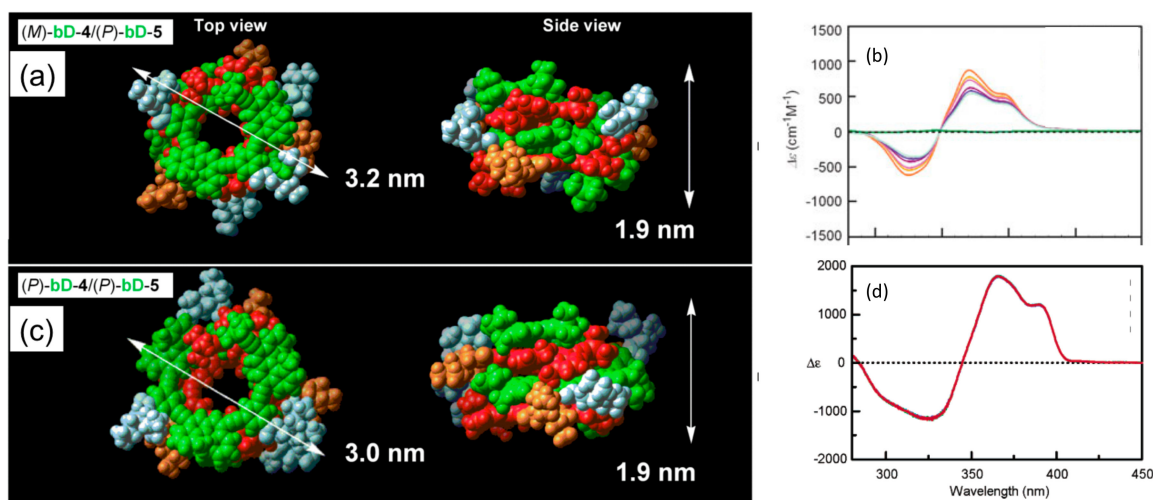 (M)-bD-4/(P)-bD-5
Top view
Side view
(a)
3.2 nm
1.9 nm
(P)-bD-4/(P)-bD-5
(c)
3.0 nm
1.9 nm
(b)
1500
1000
500
0
-500
-1000
-1500
Δε (cm⁻¹M⁻¹)
(d)
2000
1000
0
-1000
-2000
Δε
300
350
400
450
Wavelength (nm)